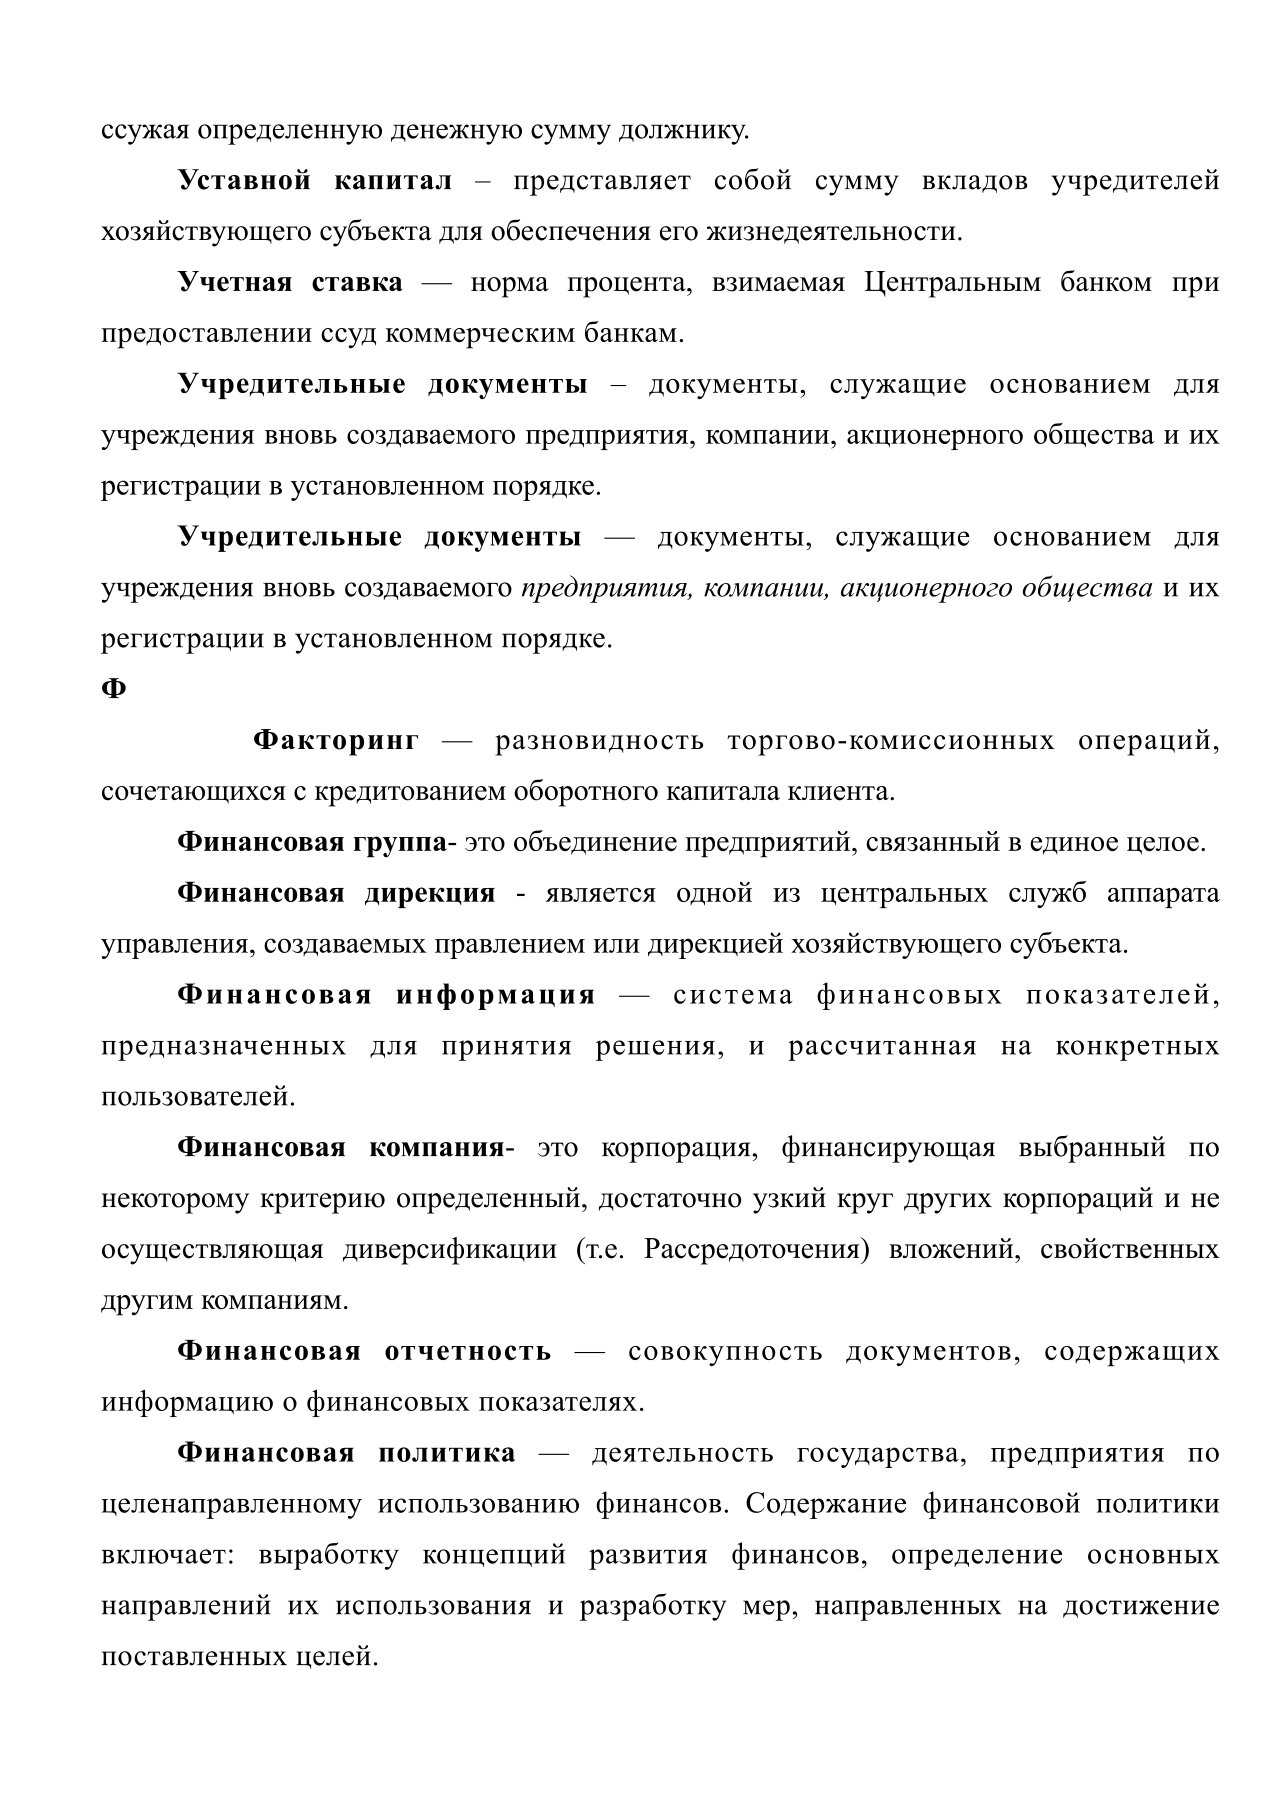 ссужая определенную денежную сумму должнику.
Уставной капитал – представляет собой сумму вкладов учредителей
хозяйствующего субъекта для обеспечения его жизнедеятельности.
Учетная ставка — норма процента, взимаемая Центральным банком при
предоставлении ссуд коммерческим банкам.
Учредительные документы – документы, служащие основанием для
учреждения вновь создаваемого предприятия, компании, акционерного общества и их
регистрации в установленном порядке.
Учредительные документы — документы, служащие основанием для
учреждения вновь создаваемого предприятия, компании, акционерного общества и их
регистрации в установленном порядке.
Ф
Факторинг — разновидность торгово-комиссионных операций,
сочетающихся с кредитованием оборотного капитала клиента.
Финансовая группа- это объединение предприятий, связанный в единое целое.
Финансовая дирекция - является одной из центральных служб аппарата
управления, создаваемых правлением или дирекцией хозяйствующего субъекта.
Финансовая информация — система финансовых показателей,
предназначенных для принятия решения, и рассчитанная на конкретных
пользователей.
Финансовая компания- это корпорация, финансирующая выбранный по
некоторому критерию определенный, достаточно узкий круг других корпораций и не
осуществляющая диверсификации (т.е. Рассредоточения) вложений, свойственных
другим компаниям.
Финансовая отчетность — совокупность документов, содержащих
информацию о финансовых показателях.
Финансовая политика — деятельность государства, предприятия по
целенаправленному использованию финансов. Содержание финансовой политики
включает: выработку концепций развития финансов, определение основных
направлений их использования и разработку мер, направленных на достижение
поставленных целей.